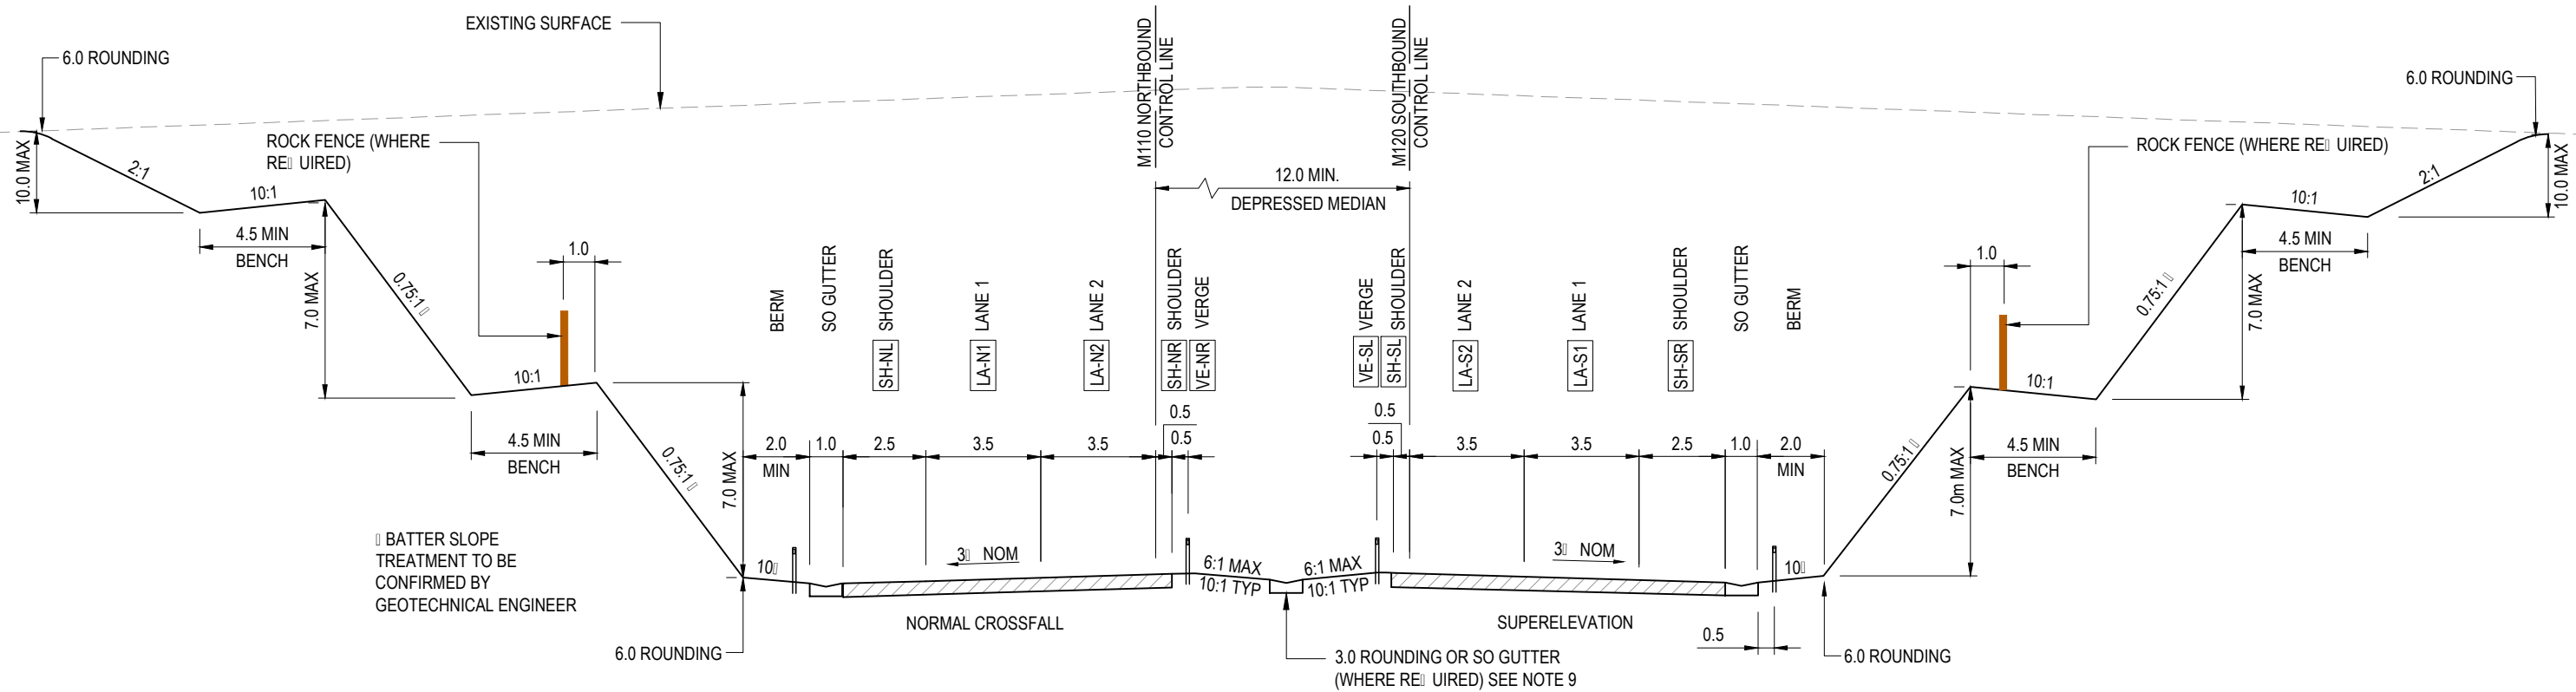 EXISTING SURFACE
6.0 ROUNDING
6.0 ROUNDING
M110 NORTHBOUND
CONTROL LINE
M120 SOUTHBOUND
CONTROL LINE
10.0 MAX
2:1
ROCK FENCE (WHERE
RE▯ UIRED)
ROCK FENCE (WHERE RE▯ UIRED)
2:1
10.0 MAX
12.0 MIN.
DEPRESSED MEDIAN
10:1
10:1
4.5 MIN
BENCH
4.5 MIN
BENCH
1.0
1.0
7.0 MAX
0.75:1 ▯
0.75:1 ▯
7.0 MAX
BERM
SO GUTTER
SHOULDER
SH-NL
LANE 1
LA-N1
LANE 2
LA-N2
SHOULDER
SH-NR
VERGE
VE-NR
VERGE
VE-SL
SHOULDER
SH-SL
LANE 2
LA-S2
LANE 1
LA-S1
SHOULDER
SH-SR
SO GUTTER
BERM
10:1
10:1
4.5 MIN
BENCH
4.5 MIN
BENCH
0.75:1 ▯
7.0 MAX
0.75:1 ▯
7.0m MAX
2.0
MIN
1.0
2.5
3.5
3.5
0.5
0.5
0.5
0.5
3.5
3.5
2.5
1.0
2.0
MIN
▯ BATTER SLOPE
TREATMENT TO BE
CONFIRMED BY
GEOTECHNICAL ENGINEER
10▯
3▯ NOM
6:1 MAX
10:1 TYP
6:1 MAX
10:1 TYP
3▯ NOM
10▯
NORMAL CROSSFALL
SUPERELEVATION
0.5
6.0 ROUNDING
3.0 ROUNDING OR SO GUTTER
(WHERE RE▯ UIRED) SEE NOTE 9
6.0 ROUNDING